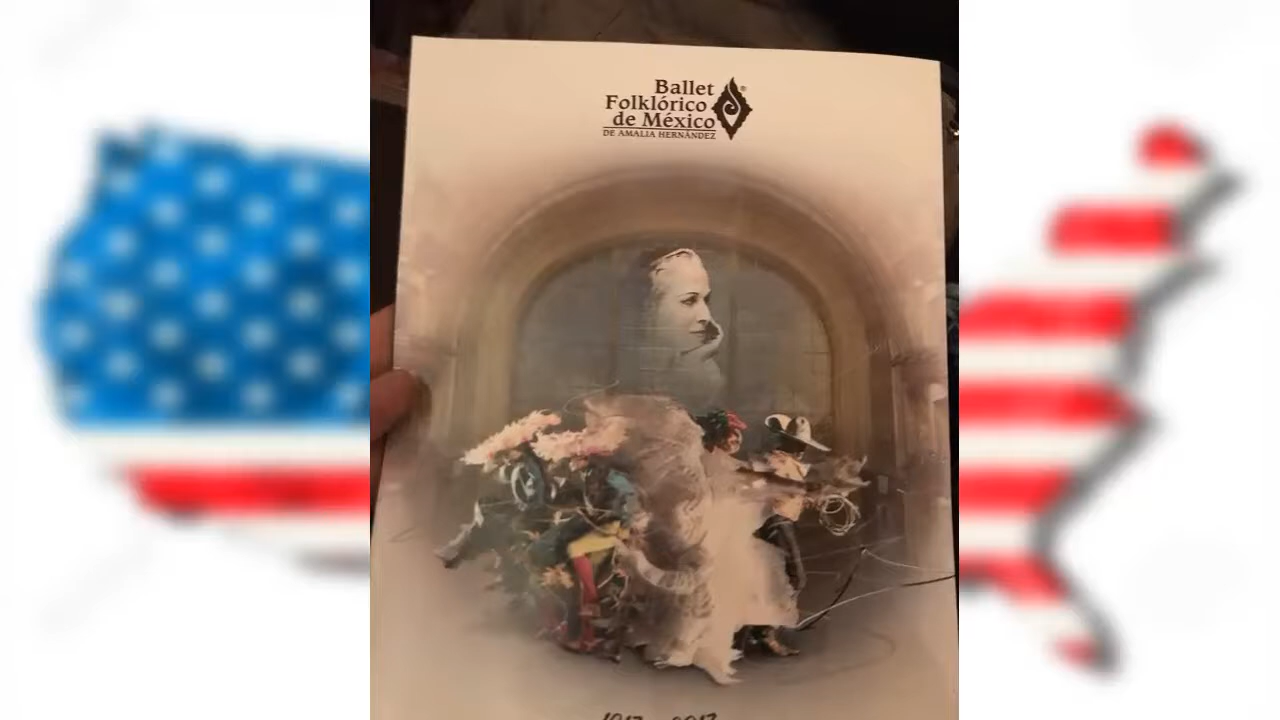 Ballet
Folklórico
de México
DE AMALIA HERNÁNDEZ
®